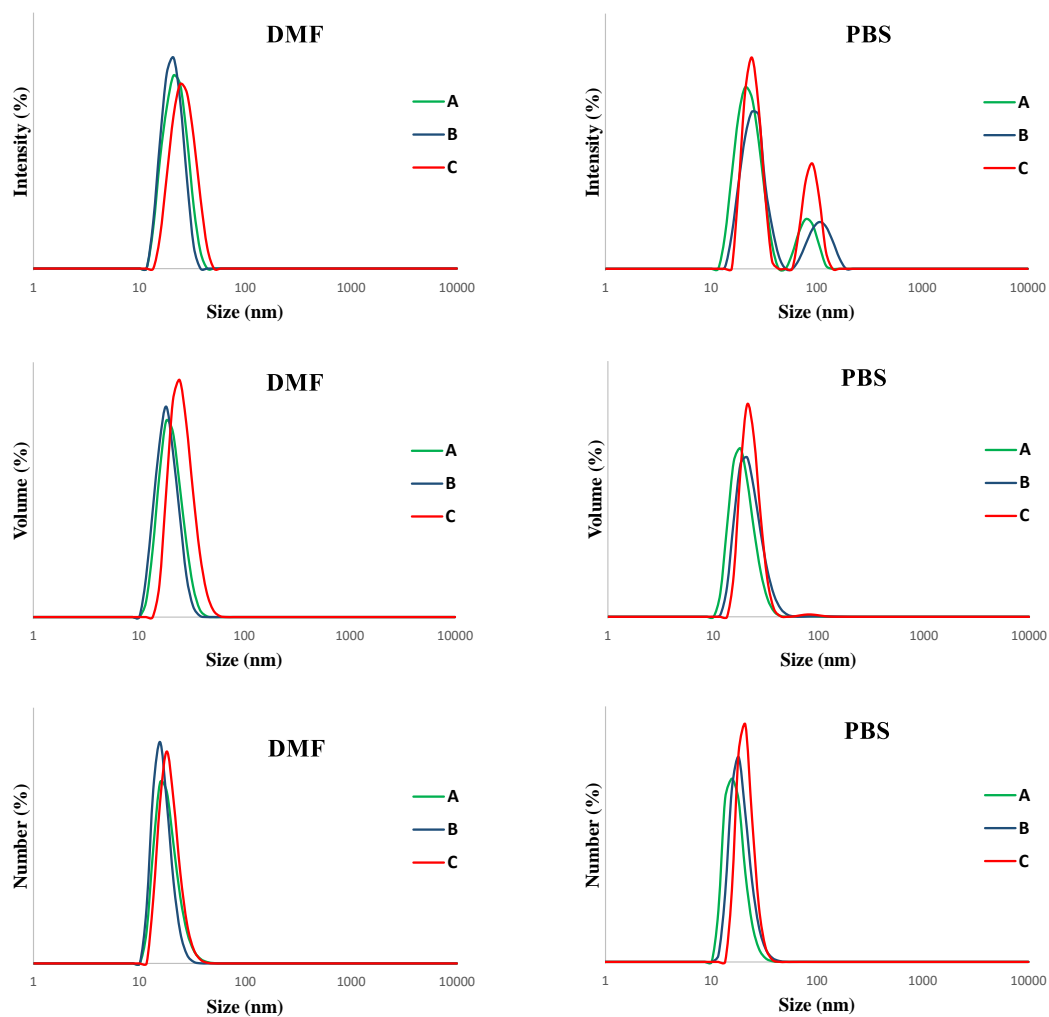 DMF
Intensity (%)
A
B
C
1
10
100
1000
10000
Size (nm)
PBS
Intensity (%)
A
B
C
1
10
100
1000
10000
Size (nm)
DMF
Volume (%)
A
B
C
1
10
100
1000
10000
Size (nm)
PBS
Volume (%)
A
B
C
1
10
100
1000
10000
Size (nm)
DMF
Number (%)
A
B
C
1
10
100
1000
10000
Size (nm)
PBS
Number (%)
A
B
C
1
10
100
1000
10000
Size (nm)